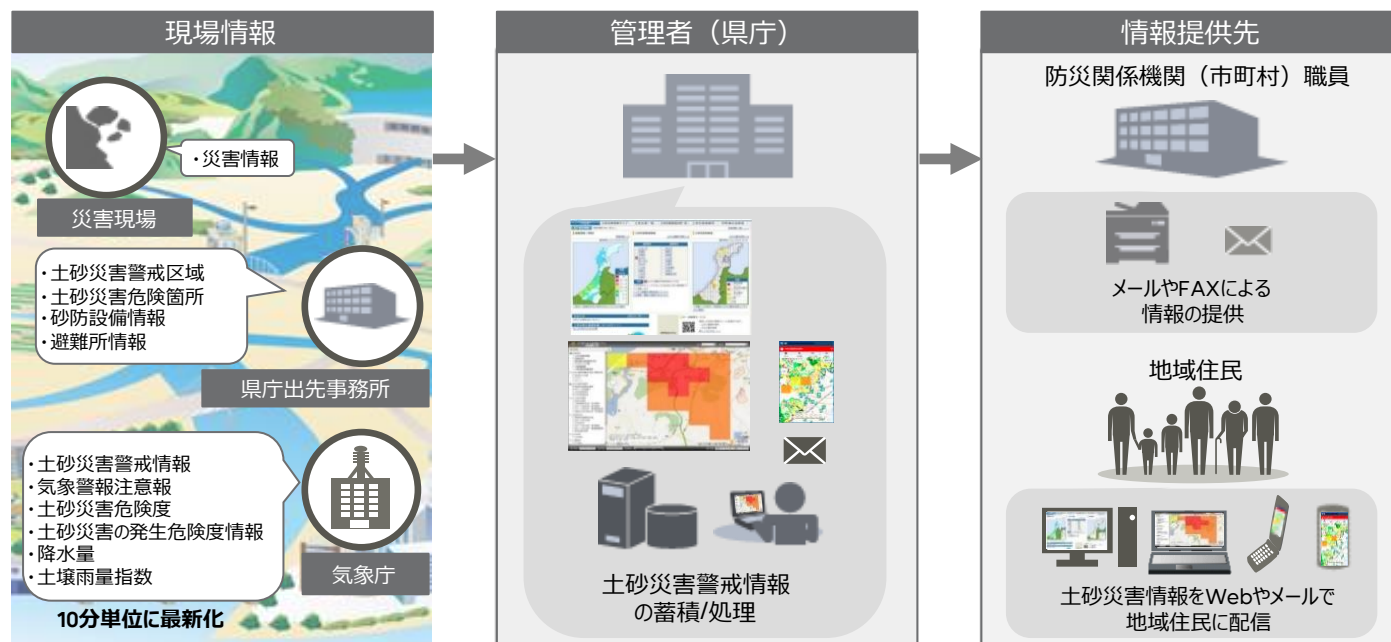 現場情報
・災害情報
災害現場
・土砂災害警戒区域
・土砂災害危険箇所
・砂防設備情報
・避難所情報
県庁出先事務所
・土砂災害警戒情報
・気象警報注意報
・土砂災害危険度
・土砂災害の発生危険度情報
・降水量
・土壌雨量指数
気象庁
10分単位に最新化
管理者（県庁）
土砂災害警戒情報
の蓄積/処理
情報提供先
防災関係機関（市町村）職員
メールやFAXによる
情報の提供
地域住民
土砂災害情報をWebやメールで
地域住民に配信